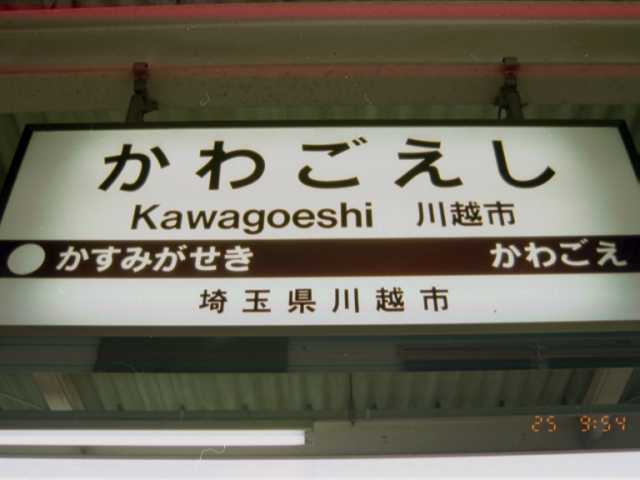 かわごえし
Kawagoeshi 川越市
かすみがせき かわごえ
埼玉県川越市
25 9:54